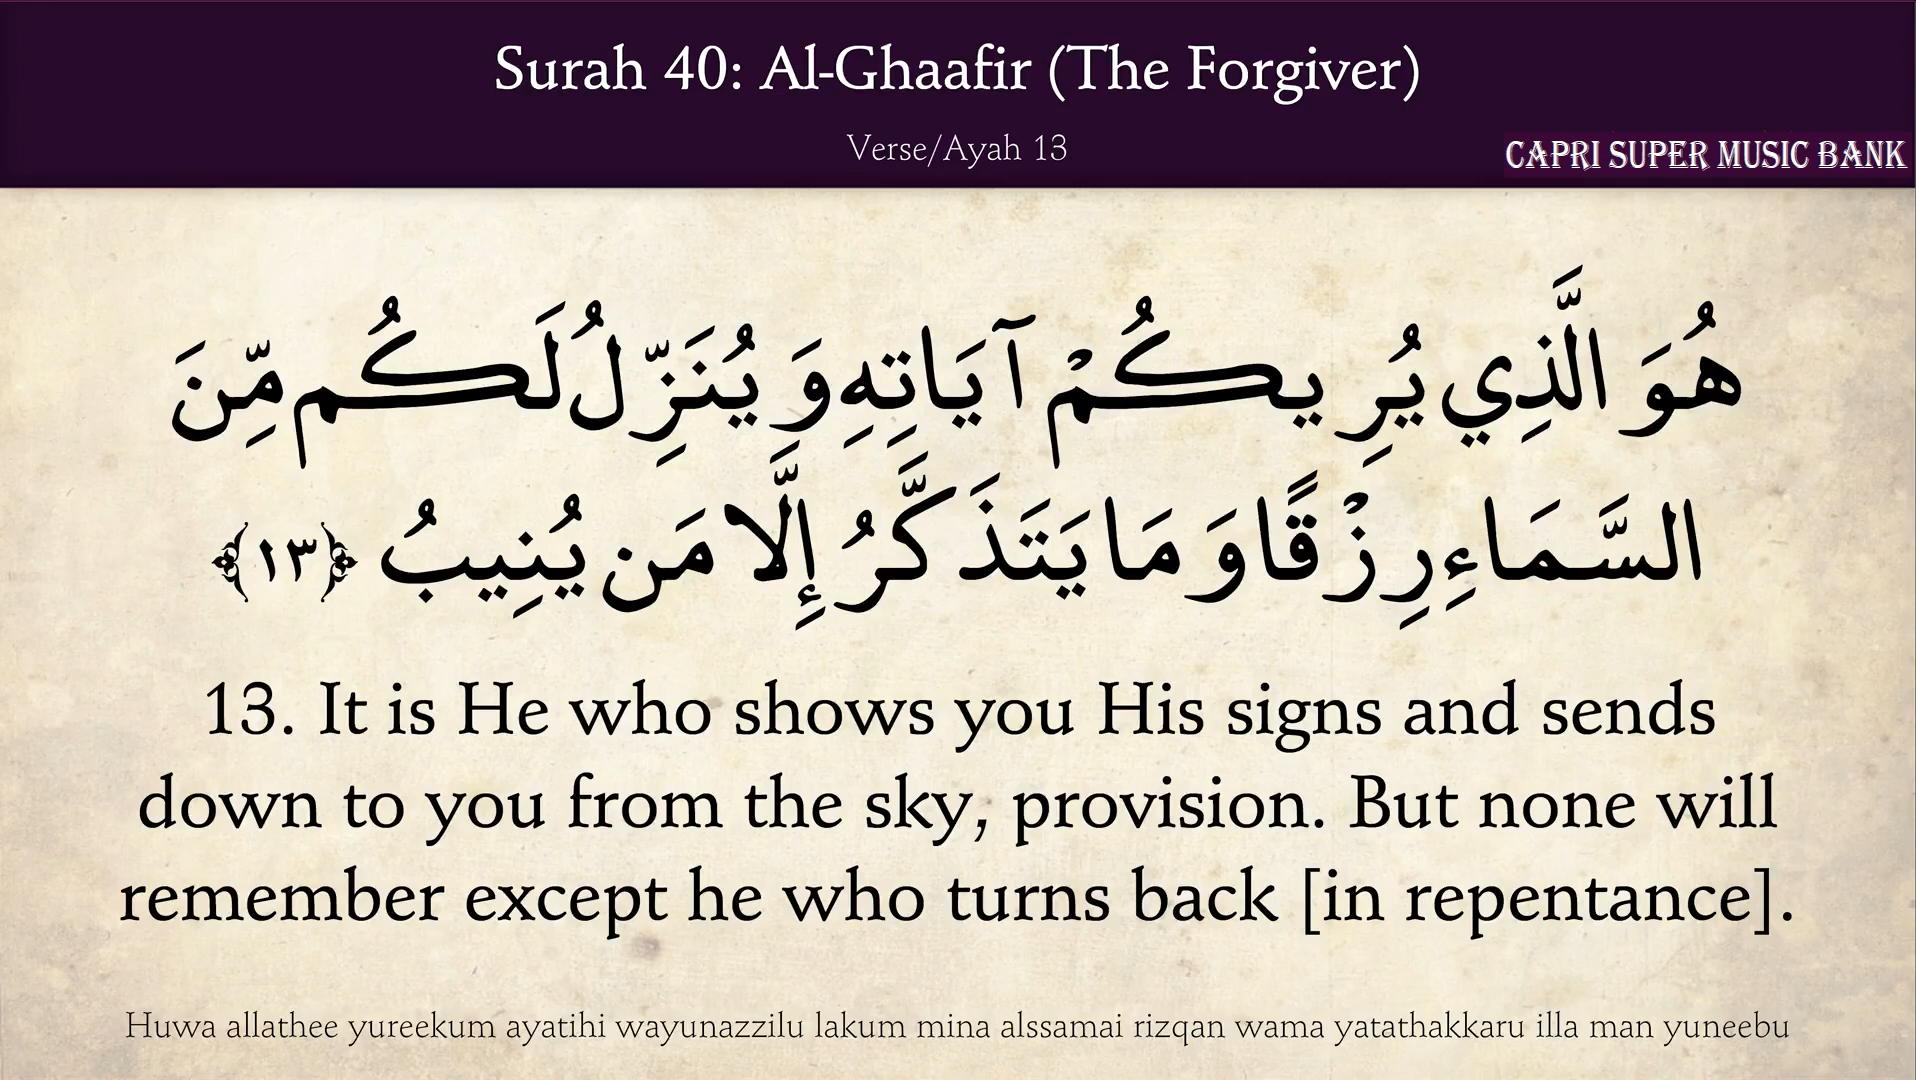 Surah 40: Al-Ghaafir (The Forgiver)
Verse/Ayah 13
CAPRI SUPER MUSIC BANK
هُوَ الَّذِي يُرِيكُمْ آيَاتِهِ وَيُنَزِّلُ لَكُم مِّنَ
السَّمَاءِ رِزْقًا وَمَا يَتَذَكَّرُ إِلَّا مَن يُنِيبُ ﴿١٣﴾
13. It is He who shows you His signs and sends
down to you from the sky, provision. But none will
remember except he who turns back [in repentance].
Huwa allathee yureekum ayatihi wayunazzilu lakum mina alssamai rizqan wama yatathakkaru illa man yuneebu